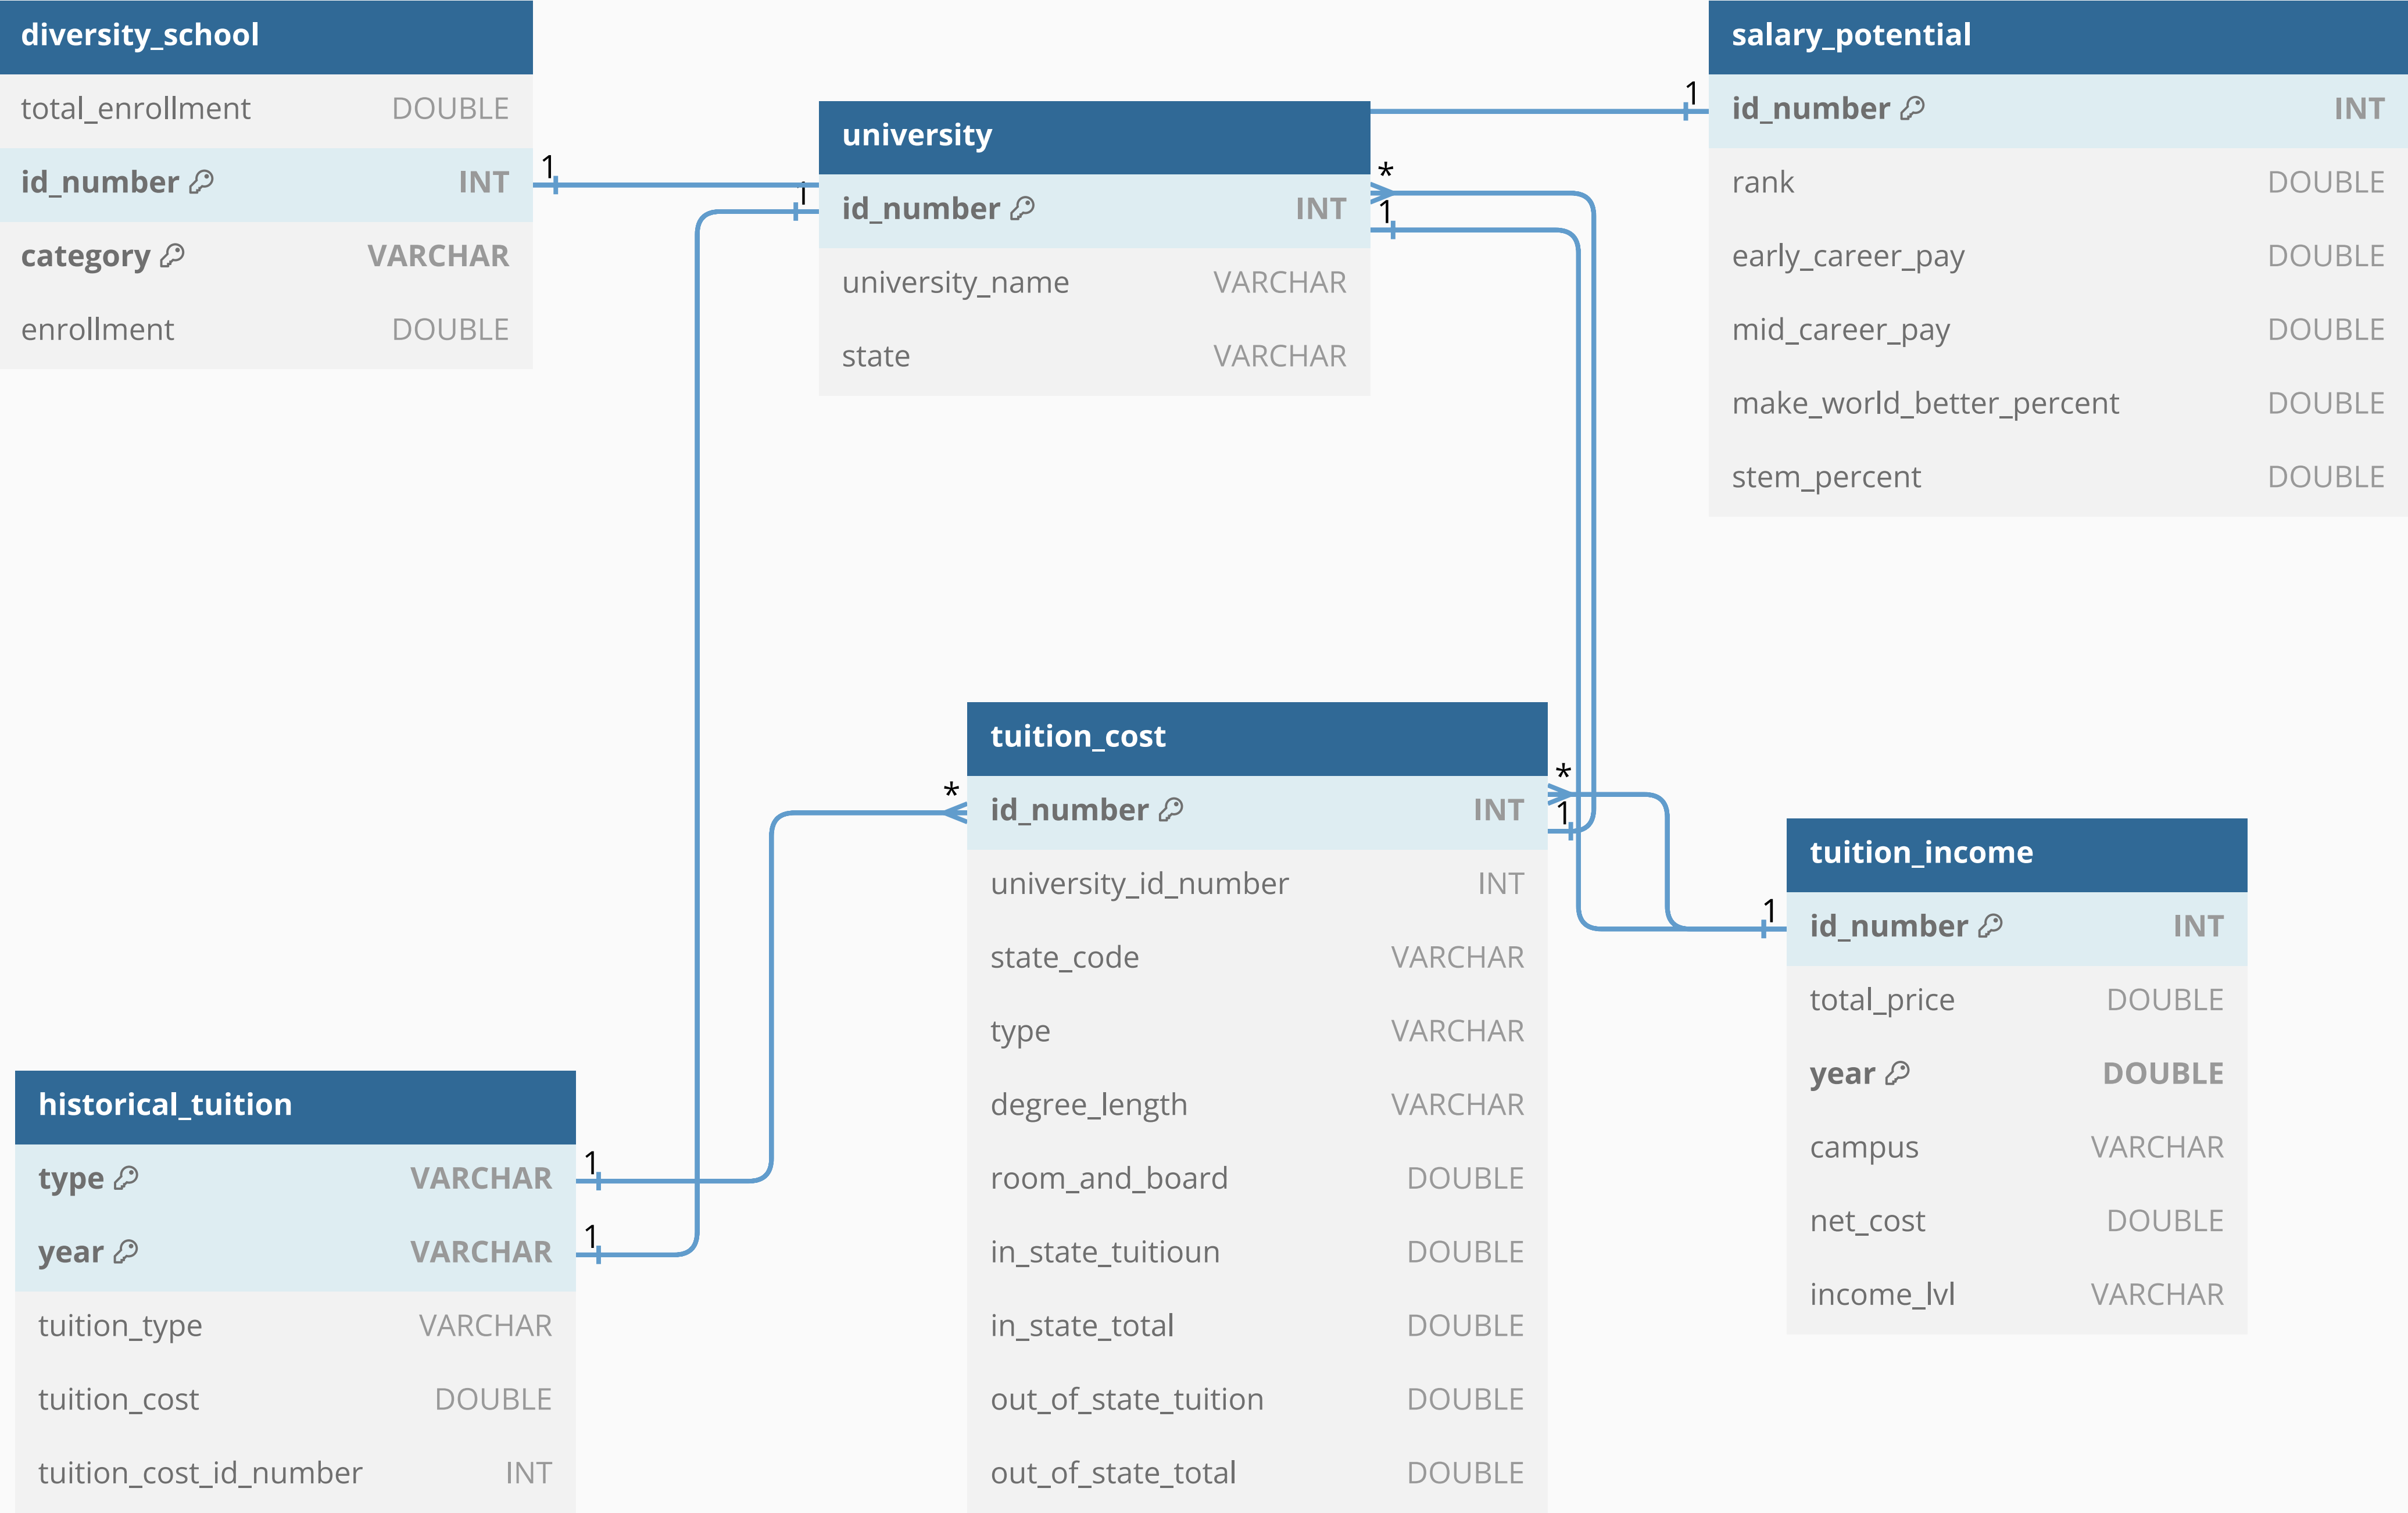 diversity_school
total_enrollment DOUBLE
id_number INT
category VARCHAR
enrollment DOUBLE
1
university
id_number INT
university_name VARCHAR
state VARCHAR
1
*
1
salary_potential
id_number INT
rank DOUBLE
early_career_pay DOUBLE
mid_career_pay DOUBLE
make_world_better_percent DOUBLE
stem_percent DOUBLE
1
tuition_cost
id_number INT
university_id_number INT
state_code VARCHAR
type VARCHAR
degree_length VARCHAR
room_and_board DOUBLE
in_state_tuitioun DOUBLE
in_state_total DOUBLE
out_of_state_tuition DOUBLE
out_of_state_total DOUBLE
*
*
1
tuition_income
id_number INT
total_price DOUBLE
year DOUBLE
campus VARCHAR
net_cost DOUBLE
income_lvl VARCHAR
1
historical_tuition
type VARCHAR
year VARCHAR
tuition_type VARCHAR
tuition_cost DOUBLE
tuition_cost_id_number INT
1
1